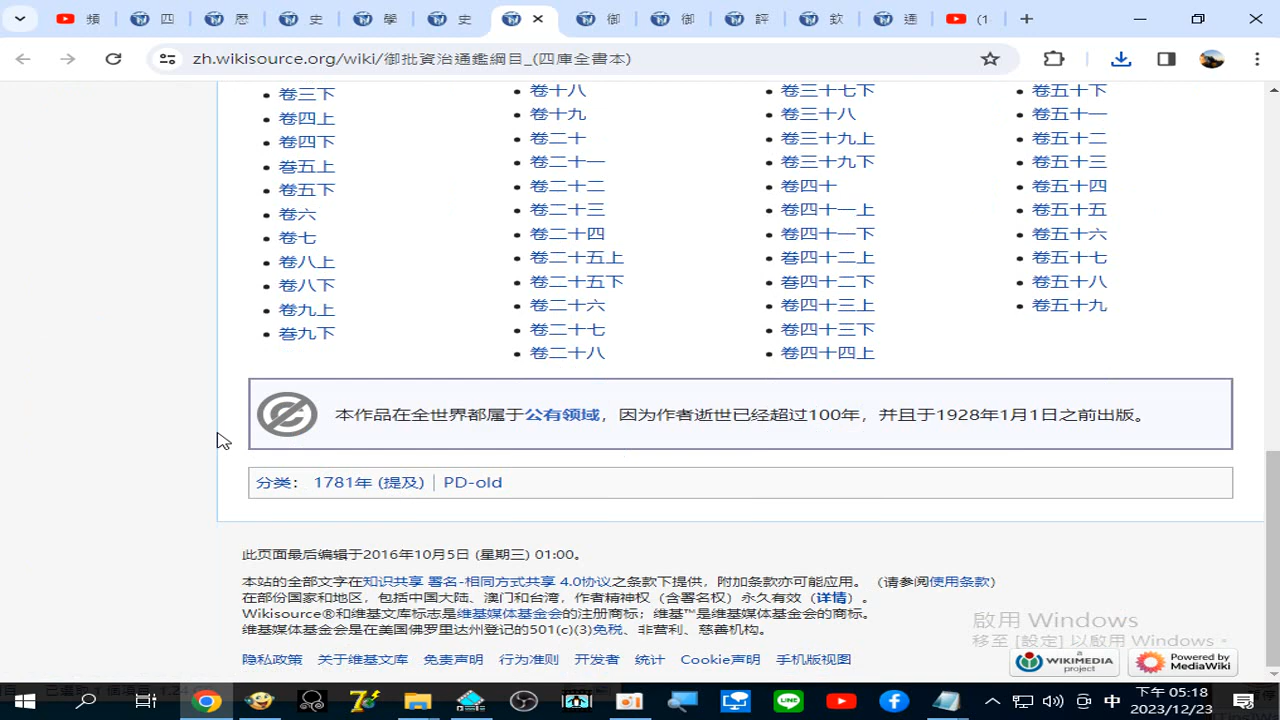 頻
四
歷
史
學
史
御
御
評
欽
通
(1
zh.wikisource.org/wiki/御批資治通鑑綱目_(四庫全書本)
卷三下
卷四上
卷四下
卷五上
卷五下
卷六
卷七
卷八上
卷八下
卷九上
卷九下
卷十八
卷十九
卷二十
卷二十一
卷二十二
卷二十三
卷二十四
卷二十五上
卷二十五下
卷二十六
卷二十七
卷二十八
卷三十七下
卷三十八
卷三十九上
卷三十九下
卷四十
卷四十一上
卷四十一下
卷四十二上
卷四十二下
卷四十三上
卷四十三下
卷四十四上
卷五十下
卷五十一
卷五十二
卷五十三
卷五十四
卷五十五
卷五十六
卷五十七
卷五十八
卷五十九
本作品在全世界都属于公有领域，因为作者逝世已经超过100年，并且于1928年1月1日之前出版。
分类： 1781年 (提及) | PD-old
此页面最后编辑于2016年10月5日 (星期三) 01:00。
本站的全部文字在知识共享 署名-相同方式共享 4.0协议之条款下提供，附加条款亦可能应用。 （请参阅使用条款）
在部份国家和地区，包括中国大陆、澳门和台湾，作者精神权（含署名权）永久有效（详情）。
Wikisource®和维基文库标志是维基媒体基金会的注册商标；维基™是维基媒体基金会的商标。
维基媒体基金会是在美国佛罗里达州登记的501(c)(3)免税、非营利、慈善机构。
隐私政策 关于维基文库 免责声明 行为准则 开发者 统计 Cookie声明 手机版视图
啟用 Windows
移至 [設定] 以啟用 Windows。
a
WIKIMEDIA
project
Powered by
MediaWiki
中
下午 05:18
2023/12/23